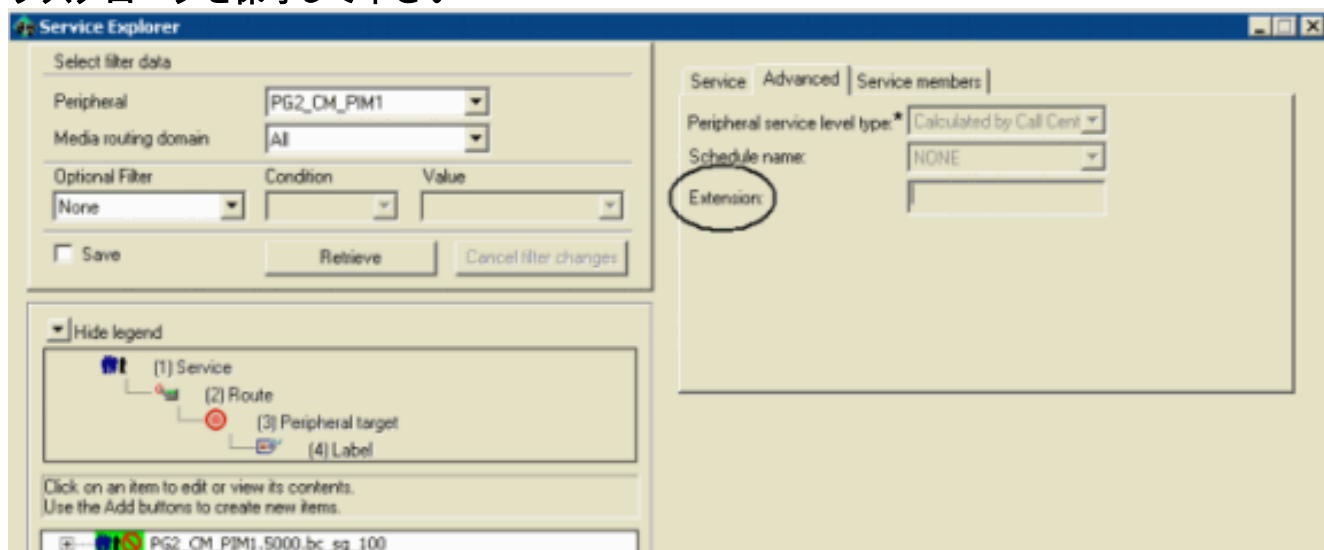 Service Explorer
Select filter data
Peripheral
PG2_CM_PIM1
Media routing domain
All
Optional Filter
Condition
Value
None
Save
Retrieve
Cancel filter changes
Hide legend
(1) Service
(2) Route
(3) Peripheral target
(4) Label
Click on an item to edit or view its contents.
Use the Add buttons to create new items.
PG2_CM_PIM1.5000.bc_sg_100
Service
Advanced
Service members
Peripheral service level type:*
Calculated by Call Cent
Schedule name:
NONE
Extension: